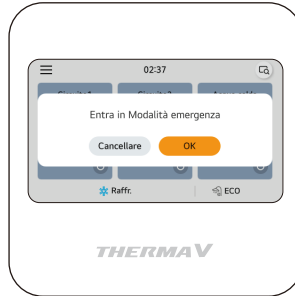 02:37
Entra in Modalità emergenza
Cancellare OK
Raffr. ECO
THERMA V